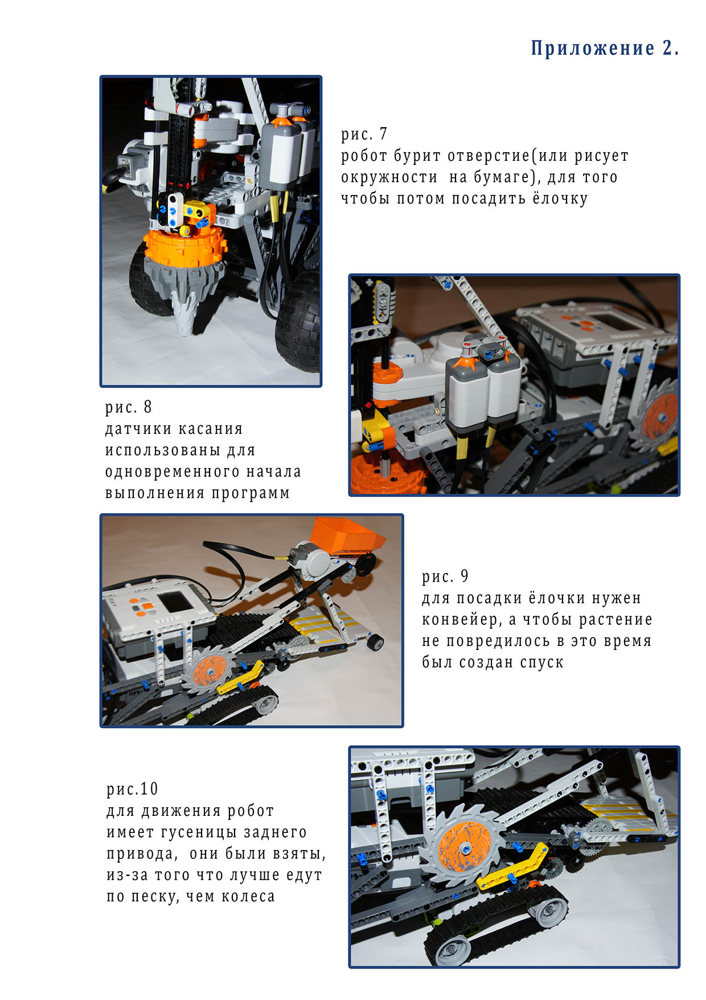 Приложение 2.
рис. 7
робот бурит отверстие(или рисует
окружности на бумаге), для того
чтобы потом посадить ёлочку
рис. 8
датчики касания
использованы для
одновременного начала
выполнения программ
рис. 9
для посадки ёлочки нужен
конвейер, а чтобы растение
не повредилось в это время
был создан спуск
рис.10
для движения робот
имеет гусеницы заднего
привода, они были взяты,
из-за того что лучше едут
по песку, чем колеса